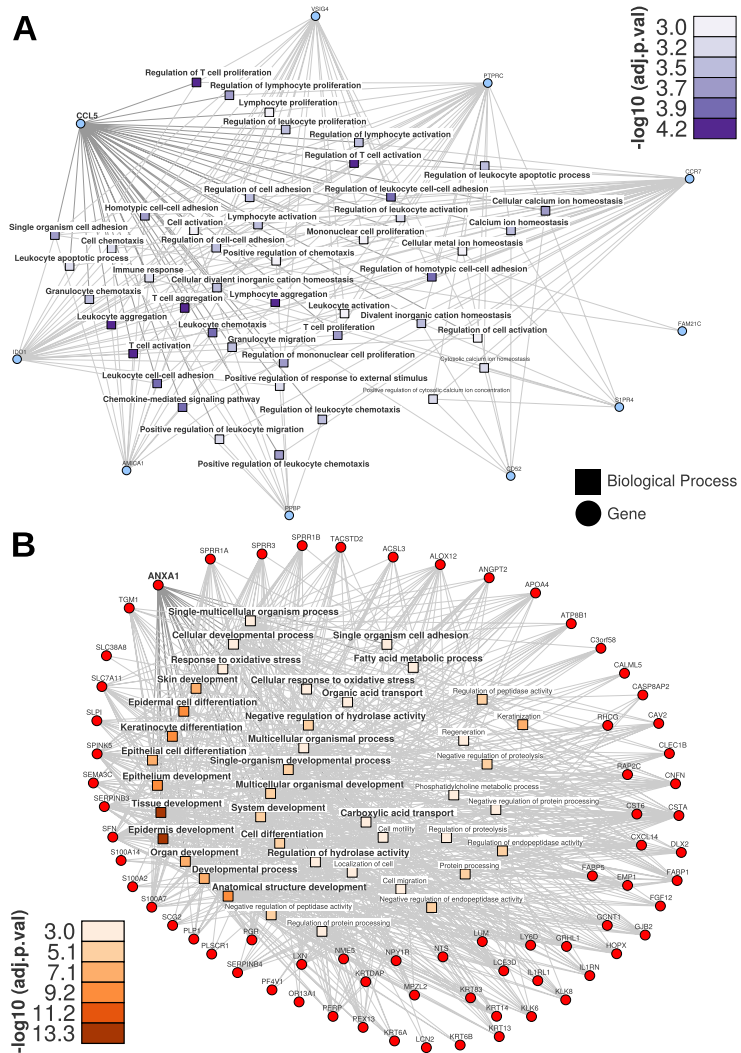 A
VSIG4
-log10 (adj.p.val)
3.0
3.2
3.5
3.7
3.9
4.2
Regulation of T cell proliferation
PTPRC
Regulation of lymphocyte proliferation
Lymphocyte proliferation
CCL5
Regulation of leukocyte proliferation
Regulation of lymphocyte activation
Regulation of T cell activation
Regulation of leukocyte apoptotic process
CCR7
Regulation of cell adhesion
Regulation of leukocyte cell-cell adhesion
Cellular calcium ion homeostasis
Homotypic cell-cell adhesion
Lymphocyte activation
Regulation of leukocyte activation
Single organism cell adhesion
Cell activation
Calcium ion homeostasis
Cell chemotaxis
Regulation of cell-cell adhesion
Mononuclear cell proliferation
Cellular metal ion homeostasis
Leukocyte apoptotic process
Positive regulation of chemotaxis
Immune response
Regulation of homotypic cell-cell adhesion
Cellular divalent inorganic cation homeostasis
Granulocyte chemotaxis
T cell aggregation
Lymphocyte aggregation
Leukocyte activation
Leukocyte aggregation
Divalent inorganic cation homeostasis
Leukocyte chemotaxis
T cell proliferation
Regulation of cell activation
FAM21C
Granulocyte migration
T cell activation
Regulation of mononuclear cell proliferation
Cytosolic calcium ion homeostasis
IDO1
Leukocyte cell-cell adhesion
Positive regulation of response to external stimulus
Positive regulation of cytosolic calcium ion concentration
Chemokine-mediated signaling pathway
Regulation of leukocyte chemotaxis
S1PR4
Positive regulation of leukocyte migration
Positive regulation of leukocyte chemotaxis
AMICA1
CD52
Biological Process
PPBP
Gene
B
SPRR1A
SPRR3
SPRR1B
TACSTD2
ACSL3
ALOX12
ANXA1
ANGPT2
APOA4
TGM1
Single-multicellular organism process
ATP8B1
Cellular developmental process
Single organism cell adhesion
SLC38A8
C3orf58
Response to oxidative stress
Fatty acid metabolic process
SLC7A11
Skin development
Cellular response to oxidative stress
CALML5
Organic acid transport
Regulation of peptidase activity
CASP8AP2
Epidermal cell differentiation
SLPI
Negative regulation of hydrolase activity
Keratinization
RHCG
CAV2
Keratinocyte differentiation
Multicellular organismal process
Regeneration
SPINK5
Epithelial cell differentiation
Single-organism developmental process
Negative regulation of proteolysis
CLEC1B
RAP2C
SEMA3C
Epithelium development
Multicellular organismal development
Phosphatidylcholine metabolic process
CNFN
SERPINB3
Tissue development
System development
Carboxylic acid transport
Negative regulation of protein processing
CST6
CSTA
SFN
Epidermis development
Cell differentiation
Cell motility
Regulation of proteolysis
CXCL14
DLX2
S100A14
Organ development
Regulation of hydrolase activity
Regulation of endopeptidase activity
Localization of cell
Protein processing
FABP5
S100A2
Developmental process
Cell migration
EMP1
FABP1
Anatomical structure development
S100A7
Negative regulation of peptidase activity
Negative regulation of endopeptidase activity
FGF12
SCG2
Regulation of protein processing
GCNT1
GJB2
PLP1
PLSCR1
PGR
LUM
LY6D
GRHL1
HOPX
SERPINB4
LXN
NME5
NPY1R
NTS
LCE3D
IL1RL1
IL1RN
PF4V1
KRTDAP
MPZL2
KRT83
KLK8
OR13A1
PERP
PEX13
KRT6A
LCN2
KRT6B
KRT14
KLK6
KRT13
-log10 (adj.p.val)
3.0
5.1
7.1
9.2
11.2
13.3